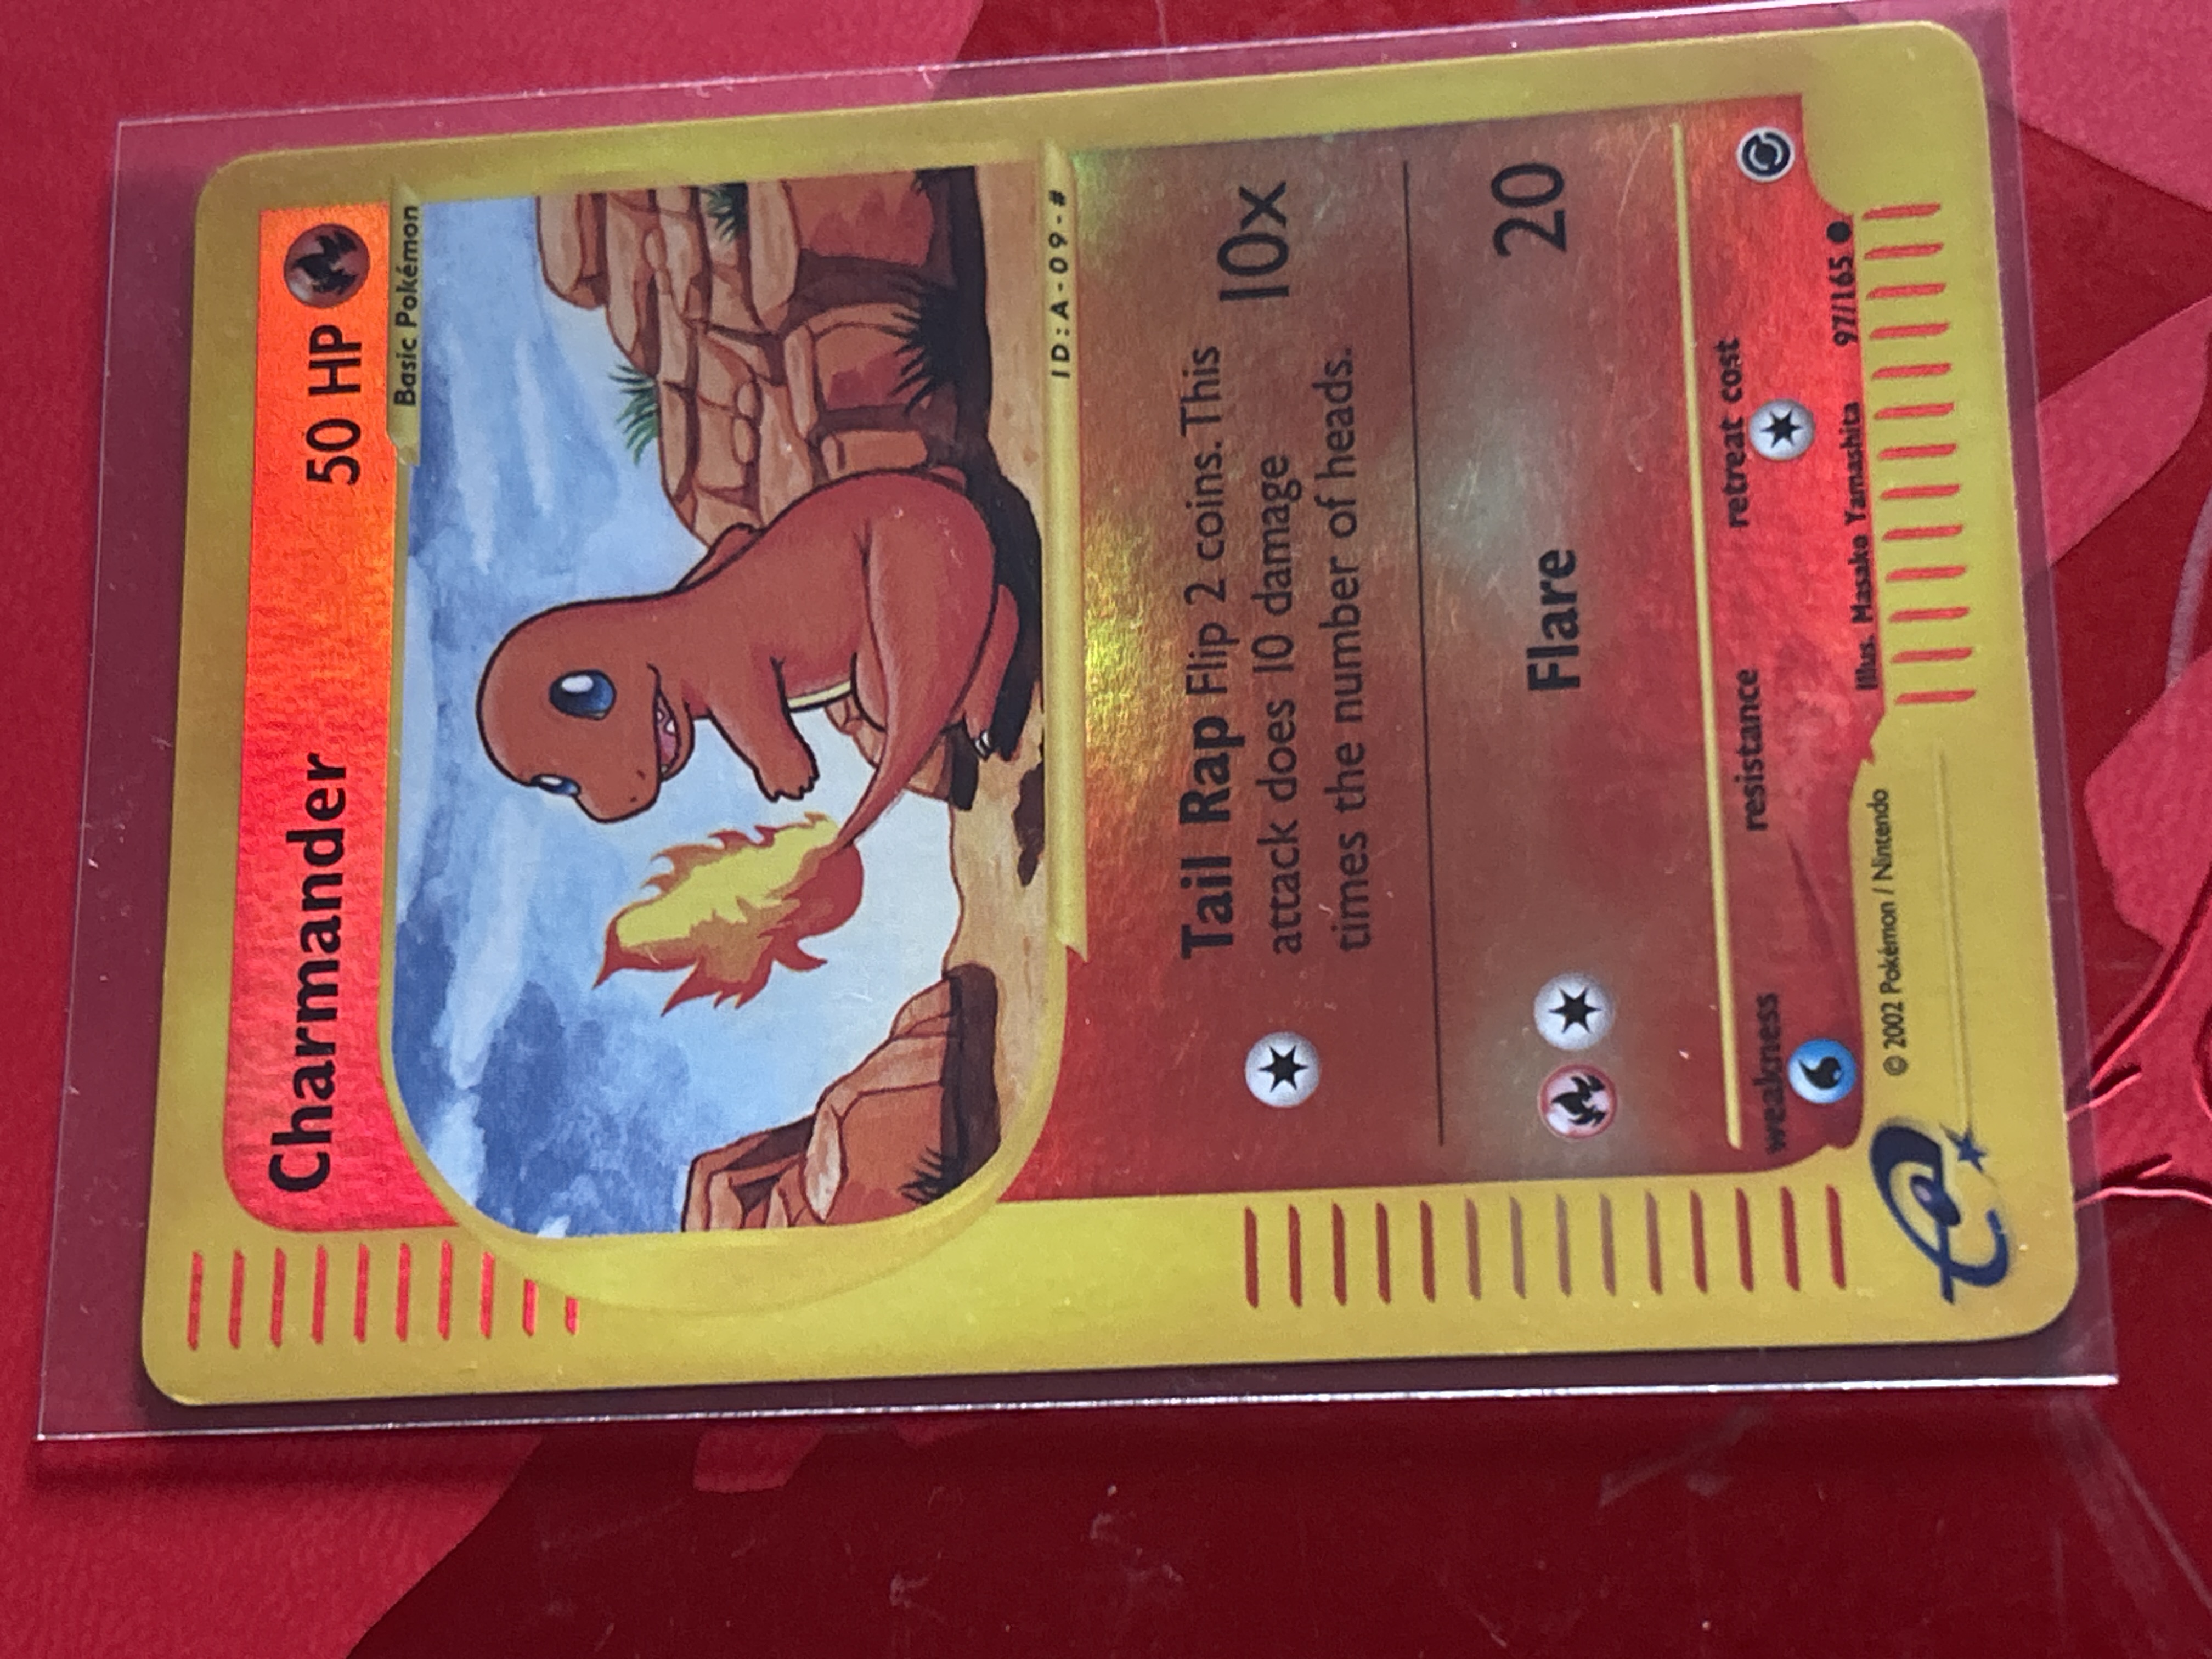 Charmander
50 HP
Basic Pokémon
ID:A-09-#
Tail Rap Flip 2 coins. This
attack does 10 damage
times the number of heads.
10x
Flare
20
weakness
resistance
retreat cost
Illus. Masako Yamashita
97/165
© 2002 Pokémon / Nintendo
e